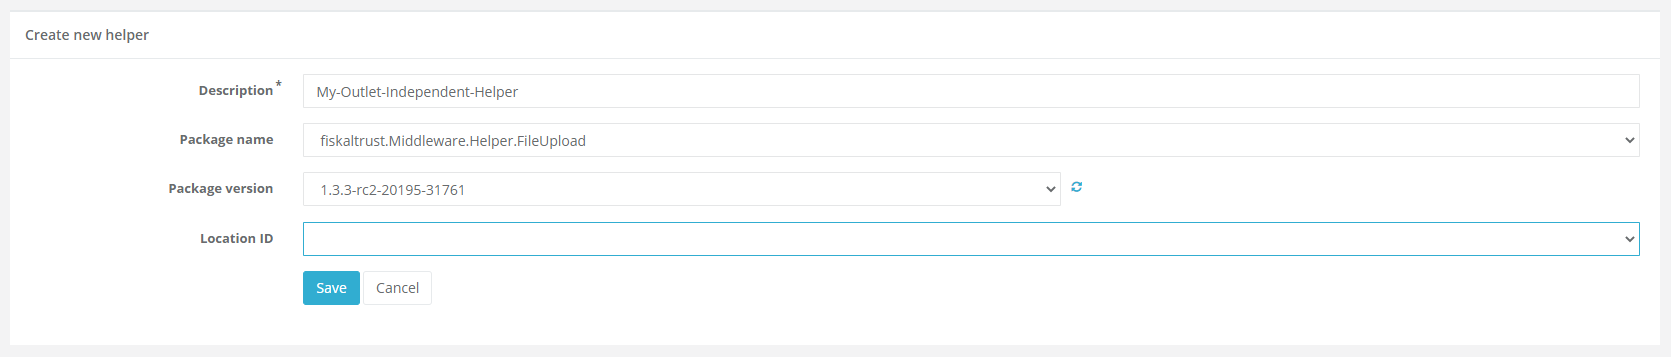 Create new helper
Description *
My-Outlet-Independent-Helper
Package name
fiskaltrust.Middleware.Helper.FileUpload
Package version
1.3.3-rc2-20195-31761
Location ID
Save Cancel